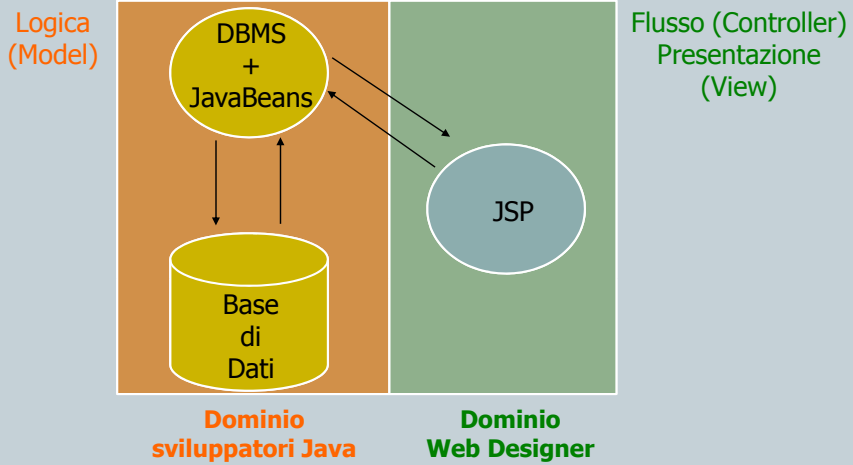 Logica
(Model)
DBMS
+
JavaBeans
Flusso (Controller)
Presentazione
(View)
JSP
Base
di
Dati
Dominio
sviluppatori Java
Dominio
Web Designer